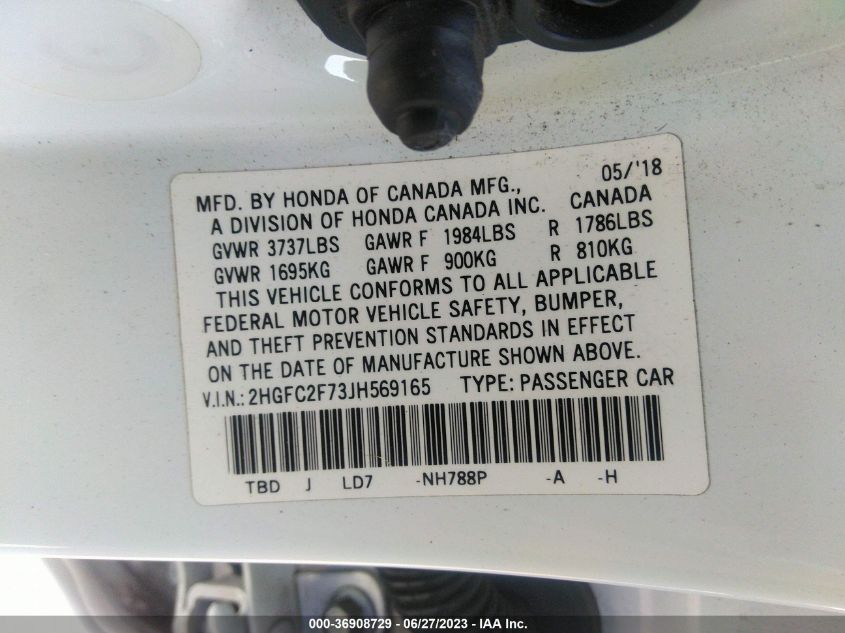 05/'18
MFD. BY HONDA OF CANADA MFG.,
A DIVISION OF HONDA CANADA INC. CANADA
GVWR 3737LBS GAWR F 1984LBS R 1786LBS
GVWR 1695KG GAWR F 900KG R 810KG
THIS VEHICLE CONFORMS TO ALL APPLICABLE
FEDERAL MOTOR VEHICLE SAFETY, BUMPER,
AND THEFT PREVENTION STANDARDS IN EFFECT
ON THE DATE OF MANUFACTURE SHOWN ABOVE.
V.I.N.: 2HGFC2F73JH569165 TYPE: PASSENGER CAR
TBD J LD7 -NH788P -A -H
000-36908729 - 06/27/2023 - IAA Inc.